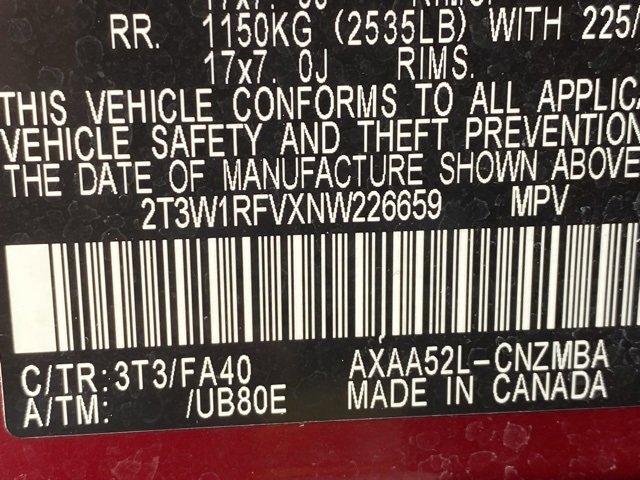 RR. 1150KG (2535LB) WITH 225/
17x7. 0J RIMS.
THIS VEHICLE CONFORMS TO ALL APPLICA
VEHICLE SAFETY AND THEFT PREVENTION
THE DATE OF MANUFACTURE SHOWN ABOVE
2T3W1RFVXNW226659 MPV
C/TR: 3T3/FA40 AXAA52L-CNZMBA
A/TM: /UB80E MADE IN CANADA